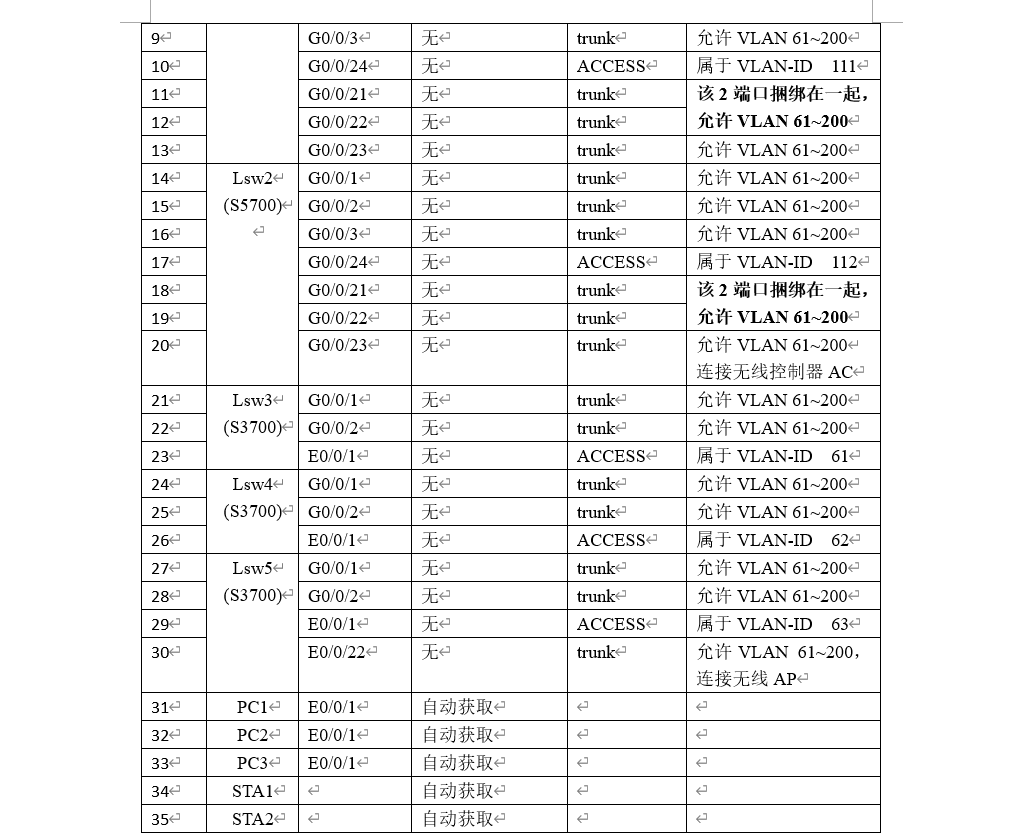 9 G0/0/3 无 trunk 允许 VLAN 61~200
10 G0/0/24 无 ACCESS 属于 VLAN-ID 111
11 G0/0/21 无 trunk 该 2 端口捆绑在一起，
12 G0/0/22 无 trunk 允许 VLAN 61~200
13 G0/0/23 无 trunk 允许 VLAN 61~200
14 Lsw2 G0/0/1 无 trunk 允许 VLAN 61~200
15 (S5700) G0/0/2 无 trunk 允许 VLAN 61~200
16 G0/0/3 无 trunk 允许 VLAN 61~200
17 G0/0/24 无 ACCESS 属于 VLAN-ID 112
18 G0/0/21 无 trunk 该 2 端口捆绑在一起，
19 G0/0/22 无 trunk 允许 VLAN 61~200
20 G0/0/23 无 trunk 允许 VLAN 61~200
连接无线控制器 AC
21 Lsw3 G0/0/1 无 trunk 允许 VLAN 61~200
22 (S3700) G0/0/2 无 trunk 允许 VLAN 61~200
23 E0/0/1 无 ACCESS 属于 VLAN-ID 61
24 Lsw4 G0/0/1 无 trunk 允许 VLAN 61~200
25 (S3700) G0/0/2 无 trunk 允许 VLAN 61~200
26 E0/0/1 无 ACCESS 属于 VLAN-ID 62
27 Lsw5 G0/0/1 无 trunk 允许 VLAN 61~200
28 (S3700) G0/0/2 无 trunk 允许 VLAN 61~200
29 E0/0/1 无 ACCESS 属于 VLAN-ID 63
30 E0/0/22 无 trunk 允许 VLAN 61~200，
连接无线 AP
31 PC1 E0/0/1 自动获取
32 PC2 E0/0/1 自动获取
33 PC3 E0/0/1 自动获取
34 STA1 自动获取
35 STA2 自动获取